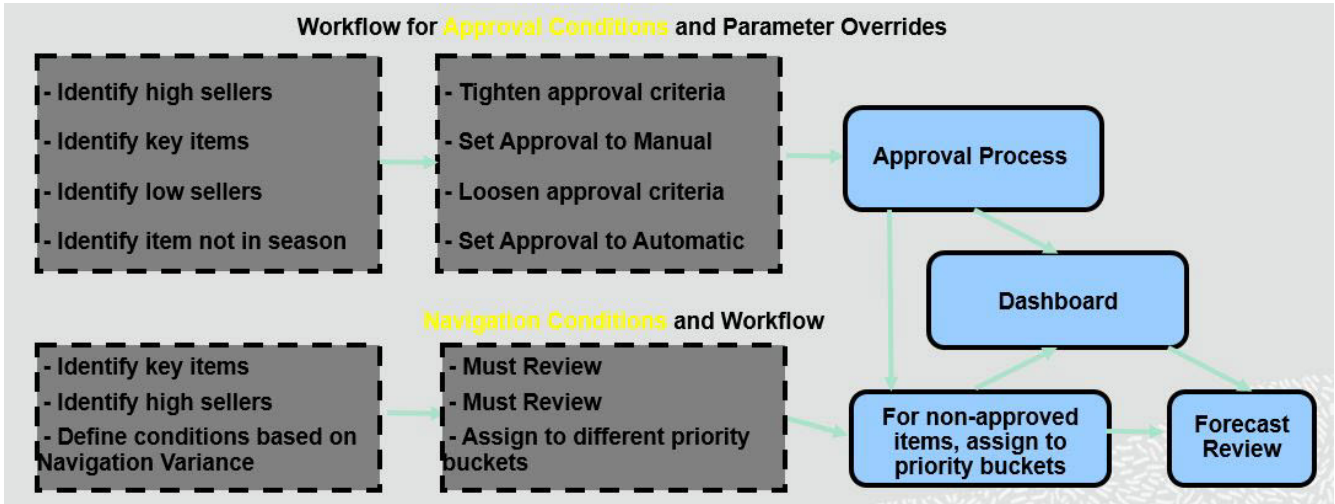 Workflow for Approval Conditions and Parameter Overrides
- Identify high sellers
- Identify key items
- Identify low sellers
- Identify item not in season
- Tighten approval criteria
- Set Approval to Manual
- Loosen approval criteria
- Set Approval to Automatic
Approval Process
Dashboard
Navigation Conditions and Workflow
- Identify key items
- Identify high sellers
- Define conditions based on
Navigation Variance
- Must Review
- Must Review
- Assign to different priority
buckets
For non-approved
items, assign to
priority buckets
Forecast
Review